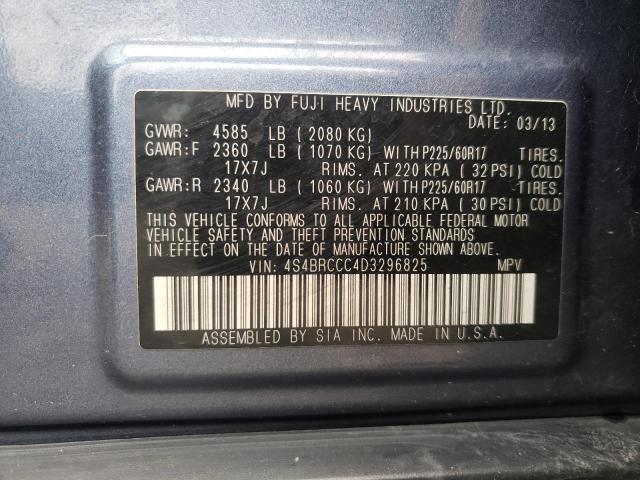 MFD BY FUJI HEAVY INDUSTRIES LTD.
DATE: 03/13
GVWR: 4585 LB ( 2080 KG)
GAWR:F 2360 LB ( 1070 KG) WITH P225/60R17 TIRES.
17X7J RIMS. AT 220 KPA ( 32 PSI) COLD
GAWR:R 2340 LB ( 1060 KG) WITH P225/60R17 TIRES.
17X7J RIMS. AT 210 KPA ( 30 PSI) COLD
THIS VEHICLE CONFORMS TO ALL APPLICABLE FEDERAL MOTOR
VEHICLE SAFETY AND THEFT PREVENTION STANDARDS
IN EFFECT ON THE DATE OF MANUFACTURE SHOWN ABOVE.
VIN: 4S4BRCCC4D3296825 MPV
ASSEMBLED BY SIA INC. MADE IN U.S.A.